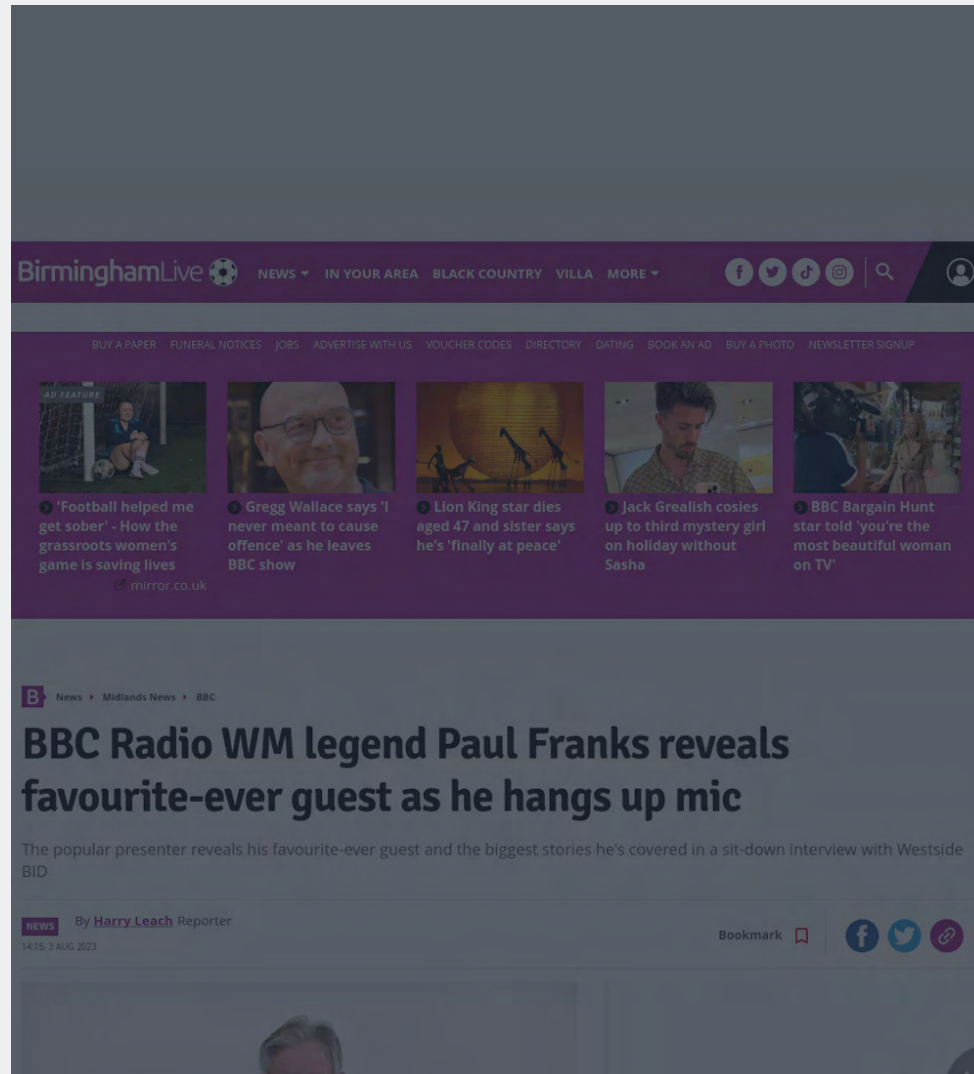 BirminghamLive NEWS IN YOUR AREA BLACK COUNTRY VILLA MORE
BUY A PAPER FUNERAL NOTICES JOBS ADVERTISE WITH US VOUCHER CODES DIRECTORY DATING BOOK AN AD BUY A PHOTO NEWSLETTER SIGNUP
AD FEATURE
'Football helped me
get sober' - How the
grassroots women's
game is saving lives
mirror.co.uk
Gregg Wallace says 'I
never meant to cause
offence' as he leaves
BBC show
Lion King star dies
aged 47 and sister says
he's 'finally at peace'
Jack Grealish cosies
up to third mystery girl
on holiday without
Sasha
BBC Bargain Hunt
star told 'you're the
most beautiful woman
on TV'
B News Midlands News BBC
BBC Radio WM legend Paul Franks reveals
favourite-ever guest as he hangs up mic
The popular presenter reveals his favourite-ever guest and the biggest stories he's covered in a sit-down interview with Westside
BID
NEWS By Harry Leach Reporter
14:15, 3 AUG 2023
Bookmark